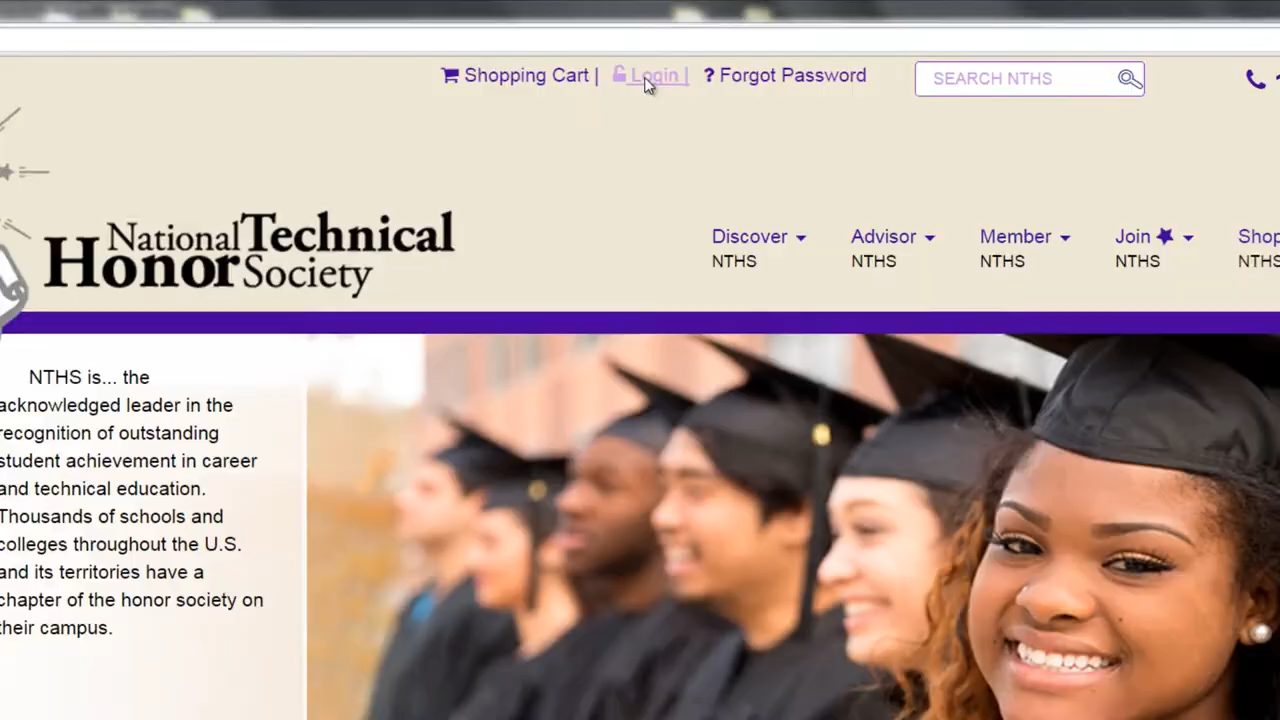 Shopping Cart | Login | ? Forgot Password SEARCH NTHS
National Technical
Honor Society
Discover Advisor Member Join Shop
NTHS NTHS NTHS NTHS NTHS
NTHS is... the
acknowledged leader in the
recognition of outstanding
student achievement in career
and technical education.
Thousands of schools and
colleges throughout the U.S.
and its territories have a
chapter of the honor society on
their campus.